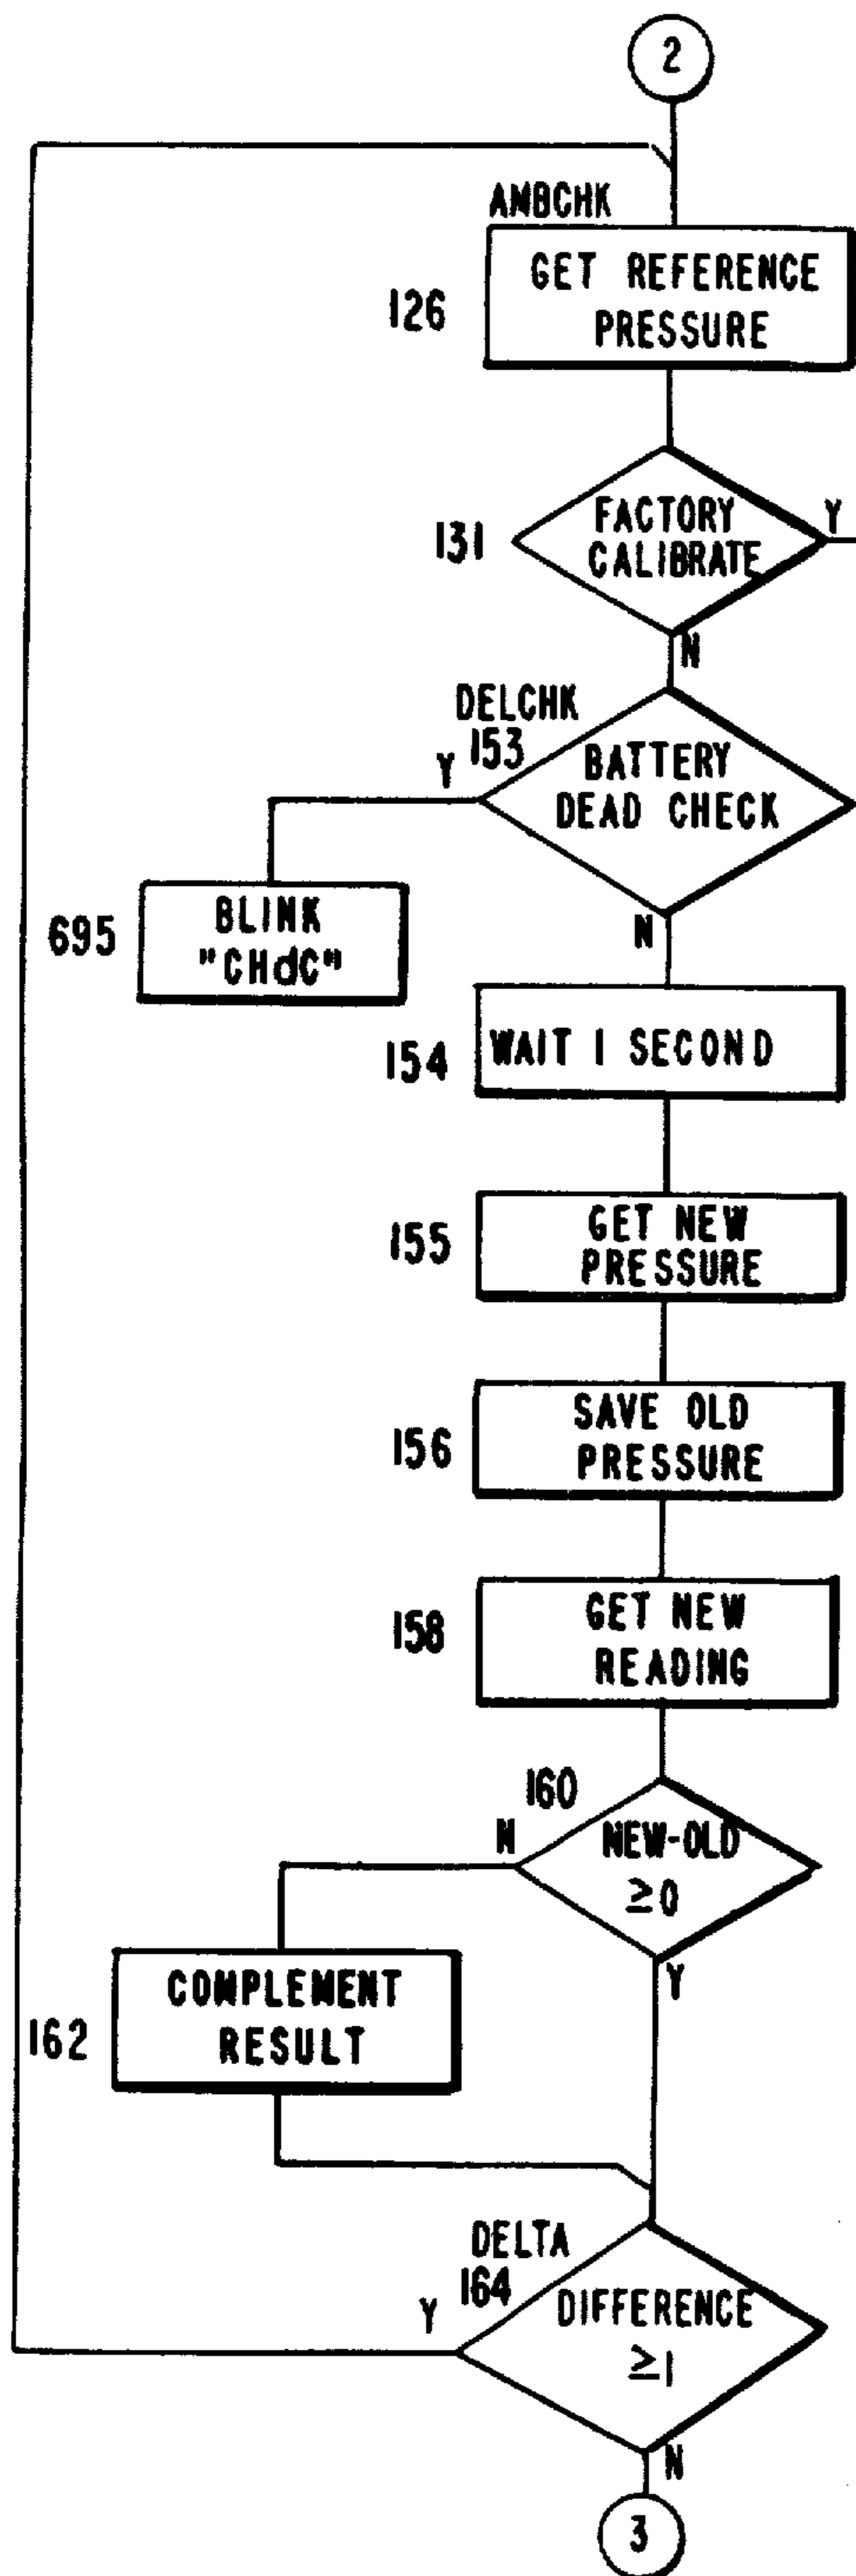 2
AMBCHK
GET REFERENCE
PRESSURE
126
FACTORY
CALIBRATE
131
Y
N
DELCHK
153
Y
BATTERY
DEAD CHECK
N
BLINK
"CHdC"
695
WAIT 1 SECOND
154
GET NEW
PRESSURE
155
SAVE OLD
PRESSURE
156
GET NEW
READING
158
160
N
NEW-OLD
≥0
Y
COMPLEMENT
RESULT
162
DELTA
164
Y
DIFFERENCE
≥1
N
3